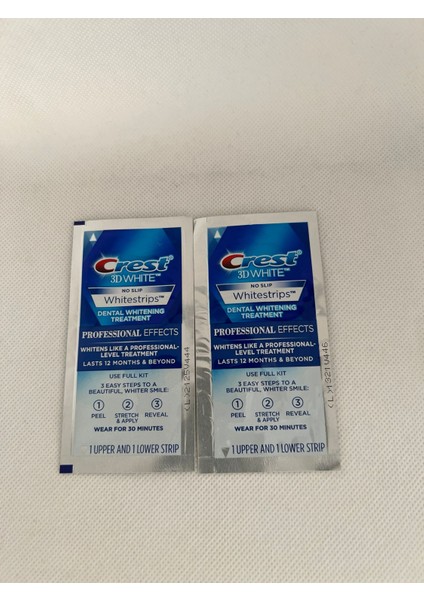 Crest
3D WHITE™
NO SLIP
Whitestrips™
DENTAL WHITENING
TREATMENT
PROFESSIONAL EFFECTS
WHITENS LIKE A PROFESSIONAL-
LEVEL TREATMENT
LASTS 12 MONTHS & BEYOND
USE FULL KIT
3 EASY STEPS TO A
BEAUTIFUL, WHITER SMILE:
1 2 3
PEEL STRETCH & APPLY REVEAL
WEAR FOR 30 MINUTES
1 UPPER AND 1 LOWER STRIP
Crest
3D WHITE™
NO SLIP
Whitestrips™
DENTAL WHITENING
TREATMENT
PROFESSIONAL EFFECTS
WHITENS LIKE A PROFESSIONAL-
LEVEL TREATMENT
LASTS 12 MONTHS & BEYOND
USE FULL KIT
3 EASY STEPS TO A
BEAUTIFUL, WHITER SMILE:
1 2 3
PEEL STRETCH & APPLY REVEAL
WEAR FOR 30 MINUTES
1 UPPER AND 1 LOWER STRIP